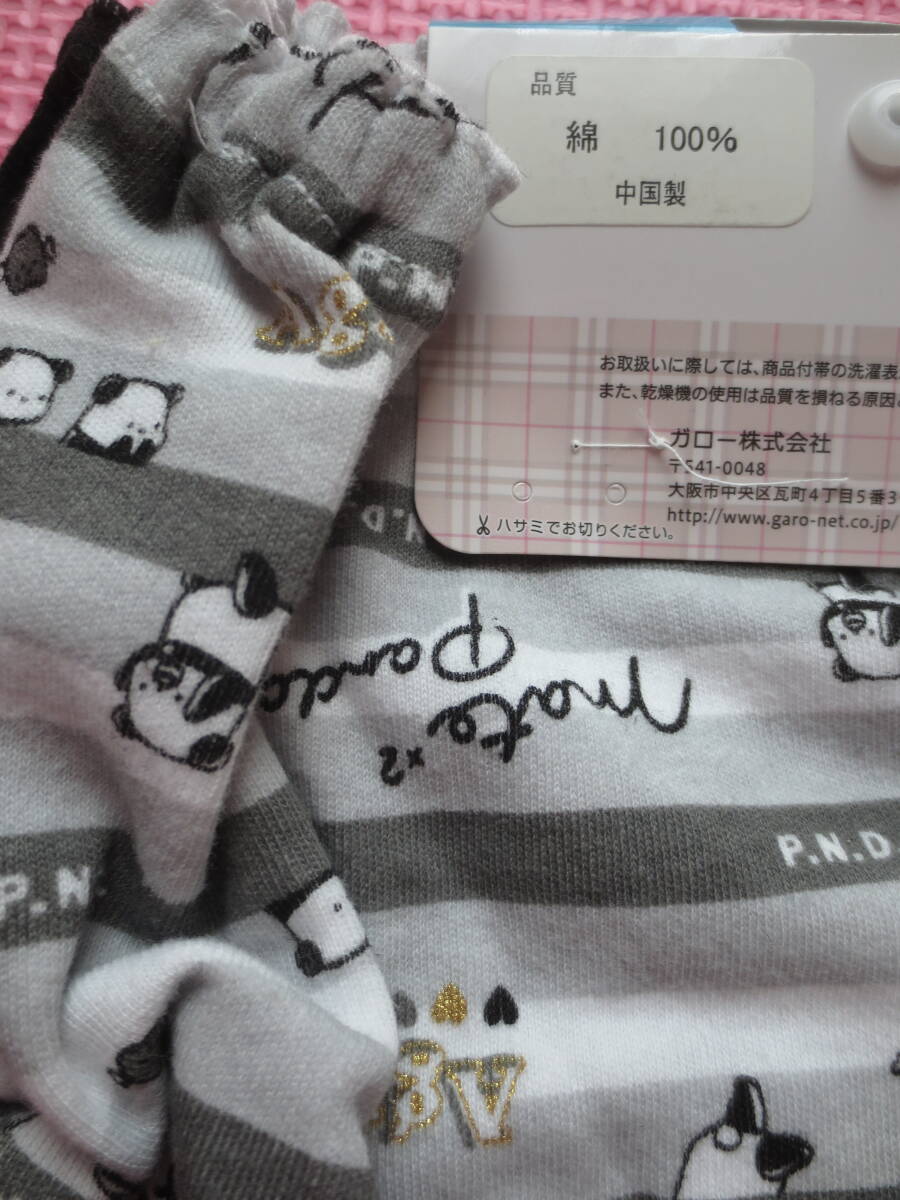 品質
綿 100%
中国製
お取扱いに際しては、商品付帯の洗濯表
また、乾燥機の使用は品質を損ねる原因
ガロー株式会社
〒541-0048
大阪市中央区瓦町4丁目5番3
http://www.garo-net.co.jp/
ハサミでお切りください。
Mate×2
Panda
P.N.D.
P.N.